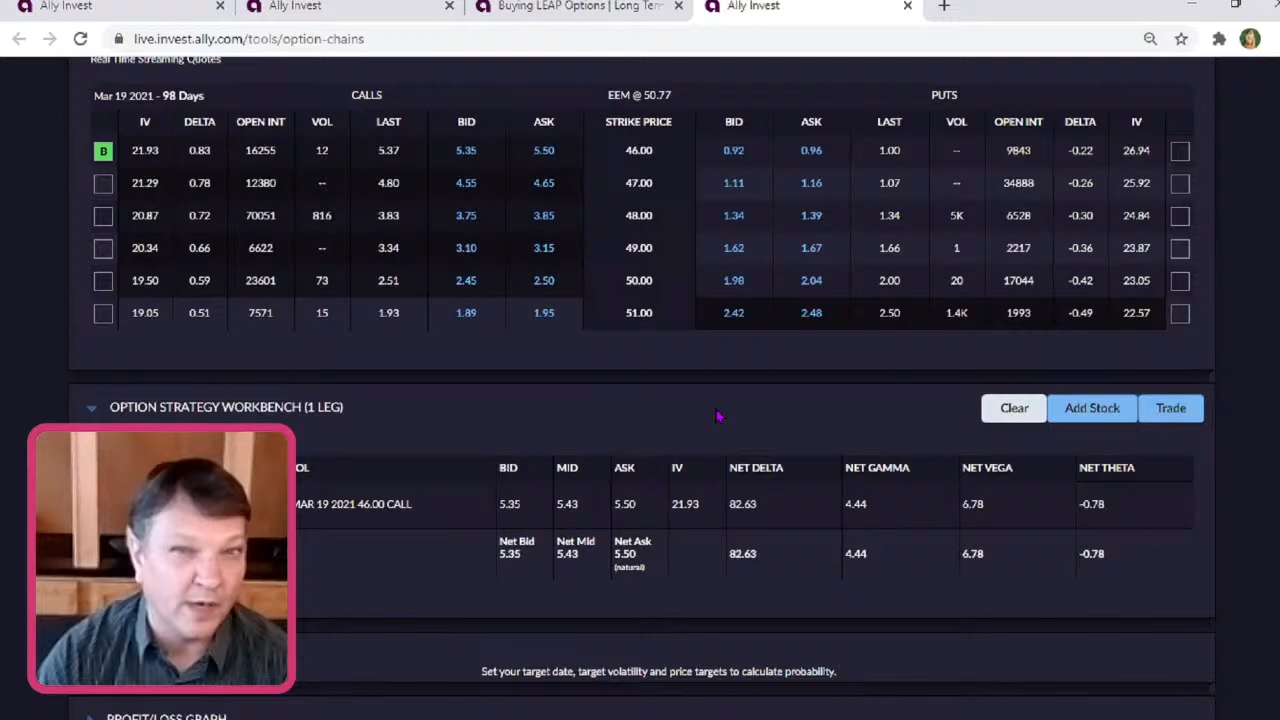 Ally Invest Ally Invest Buying LEAP Options | Long Term Ally Invest
live.invest.ally.com/tools/option-chains
Real Time Streaming Quotes
Mar 19 2021 - 98 Days CALLS EEM @ 50.77 PUTS
IV DELTA OPEN INT VOL LAST BID ASK STRIKE PRICE BID ASK LAST VOL OPEN INT DELTA IV
B 21.93 0.83 16255 12 5.37 5.35 5.50 46.00 0.92 0.96 1.00 -- 9843 -0.22 26.94
21.29 0.78 12380 -- 4.80 4.55 4.65 47.00 1.11 1.16 1.07 -- 34888 -0.26 25.92
20.87 0.72 70051 816 3.83 3.75 3.85 48.00 1.34 1.39 1.34 5K 6528 -0.30 24.84
20.34 0.66 6622 -- 3.34 3.10 3.15 49.00 1.62 1.67 1.66 1 2217 -0.36 23.87
19.50 0.59 23601 73 2.51 2.45 2.50 50.00 1.98 2.04 2.00 20 17044 -0.42 23.05
19.05 0.51 7571 15 1.93 1.89 1.95 51.00 2.42 2.48 2.50 1.4K 1993 -0.49 22.57
OPTION STRATEGY WORKBENCH (1 LEG) Clear Add Stock Trade
OL BID MID ASK IV NET DELTA NET GAMMA NET VEGA NET THETA
MAR 19 2021 46.00 CALL 5.35 5.43 5.50 21.93 82.63 4.44 6.78 -0.78
Net Bid Net Mid Net Ask
5.35 5.43 5.50 82.63 4.44 6.78 -0.78
(natural)
Set your target date, target volatility and price targets to calculate probability.
PROFIT/LOSS GRAPH